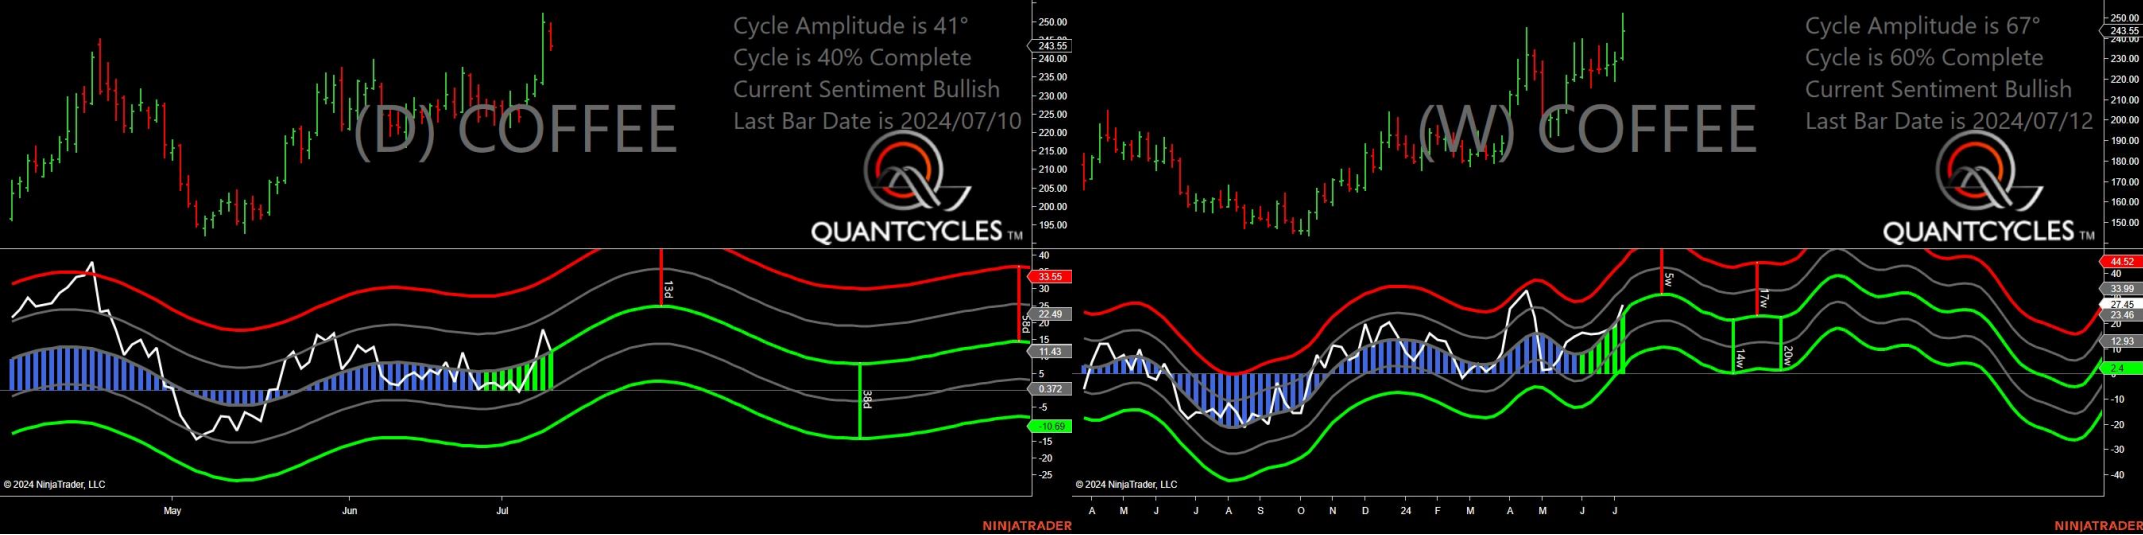 Cycle Amplitude is 41°
Cycle is 40% Complete
Current Sentiment Bullish
Last Bar Date is 2024/07/10
(D) COFFEE
QUANTCYCLES TM
250.00
243.55
240.00
235.00
230.00
225.00
220.00
215.00
210.00
205.00
200.00
195.00
40
33.55
30
25
22.49
20
15
11.43
5
0.372
-5
-10.69
-15
-20
-25
13d
38d
58d
© 2024 NinjaTrader, LLC
May Jun Jul
NINJATRADER
Cycle Amplitude is 67°
Cycle is 60% Complete
Current Sentiment Bullish
Last Bar Date is 2024/07/12
(W) COFFEE
QUANTCYCLES TM
250.00
243.55
240.00
230.00
220.00
210.00
200.00
190.00
180.00
170.00
160.00
150.00
44.52
40
33.99
27.45
23.46
20
12.93
10
2.4
-10
-20
-30
-40
5w
17w
14w
20w
© 2024 NinjaTrader, LLC
A M J J A S O N D 24 F M A M J J
NINJATRADER